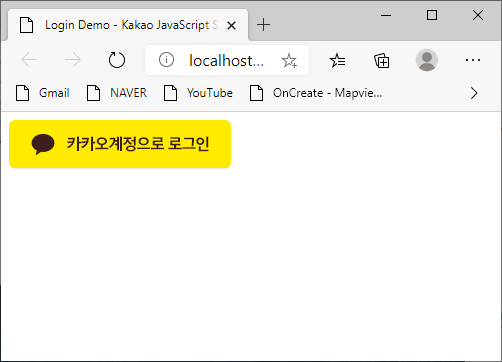 Login Demo - Kakao JavaScript S
localhost...
Gmail NAVER YouTube OnCreate - Mapvie...
카카오계정으로 로그인